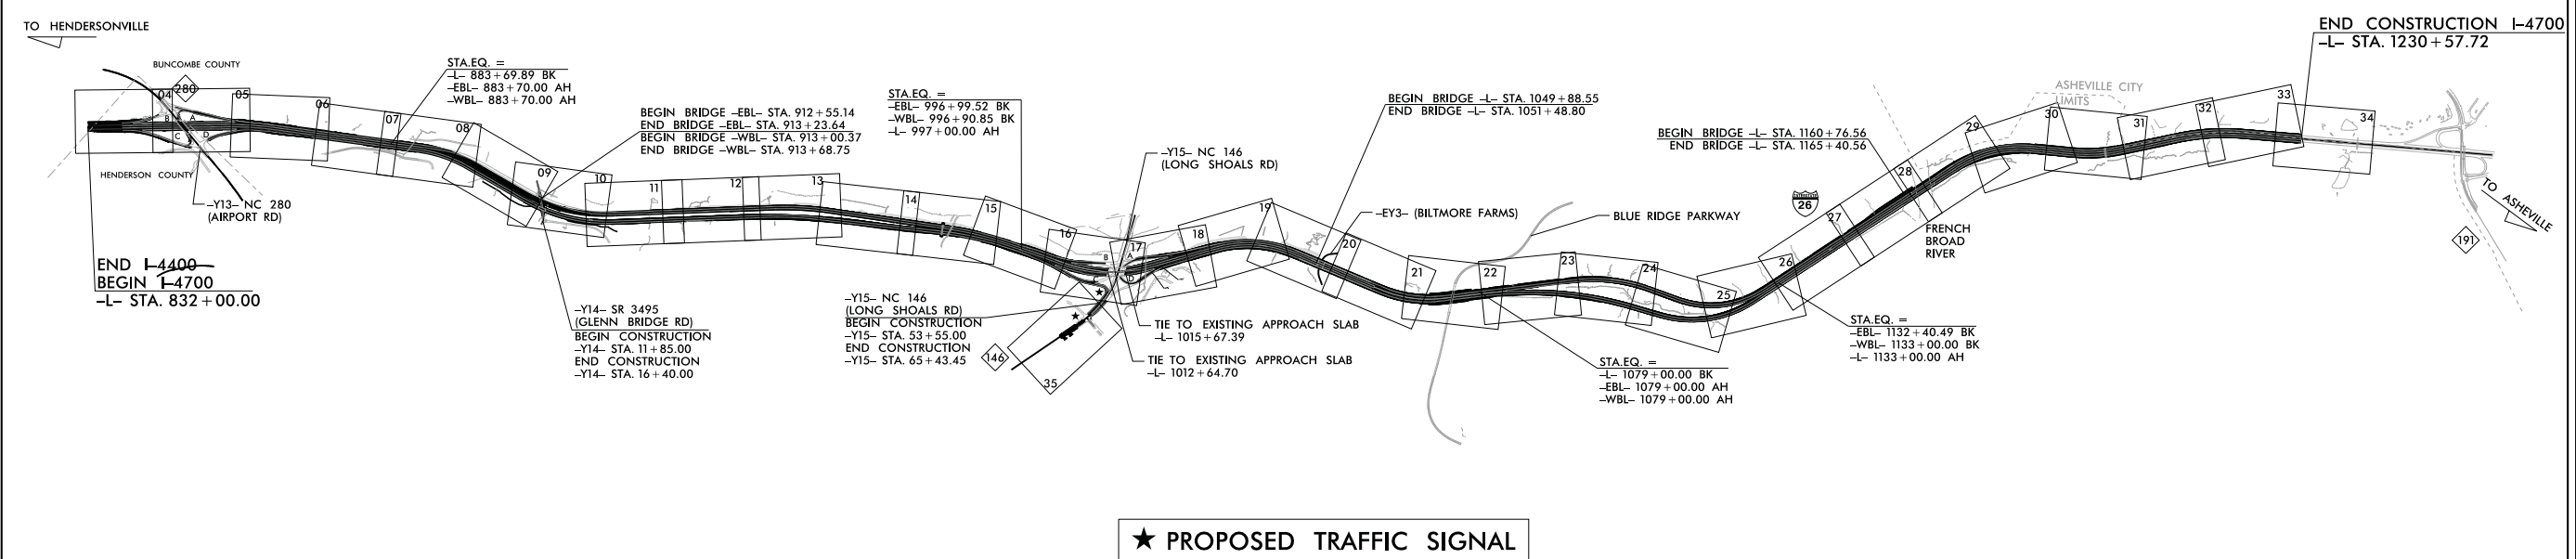 TO HENDERSONVILLE
BUNCOMBE COUNTY
280
HENDERSON COUNTY
B
A
C
D
-Y13- NC 280
(AIRPORT RD)
END I-4400
BEGIN I-4700
-L- STA. 832+00.00
STA.EQ. =
-L- 883+69.89 BK
-EBL- 883+70.00 AH
-WBL- 883+70.00 AH
BEGIN BRIDGE -EBL- STA. 912+55.14
END BRIDGE -EBL- STA. 913+23.64
BEGIN BRIDGE -WBL- STA. 913+00.37
END BRIDGE -WBL- STA. 913+68.75
-Y14- SR 3495
(GLENN BRIDGE RD)
BEGIN CONSTRUCTION
-Y14- STA. 11+85.00
END CONSTRUCTION
-Y14- STA. 16+40.00
STA.EQ. =
-EBL- 996+99.52 BK
-WBL- 996+90.85 BK
-L- 997+00.00 AH
-Y15- NC 146
(LONG SHOALS RD)
BEGIN CONSTRUCTION
-Y15- STA. 53+55.00
END CONSTRUCTION
-Y15- STA. 65+43.45
146
-Y15- NC 146
(LONG SHOALS RD)
B
A
D
TIE TO EXISTING APPROACH SLAB
-L- 1015+67.39
TIE TO EXISTING APPROACH SLAB
-L- 1012+64.70
BEGIN BRIDGE -L- STA. 1049+88.55
END BRIDGE -L- STA. 1051+48.80
-EY3- (BILTMORE FARMS)
BLUE RIDGE PARKWAY
STA.EQ. =
-L- 1079+00.00 BK
-EBL- 1079+00.00 AH
-WBL- 1079+00.00 AH
BEGIN BRIDGE -L- STA. 1160+76.56
END BRIDGE -L- STA. 1165+40.56
26
FRENCH
BROAD
RIVER
STA.EQ. =
-EBL- 1132+40.49 BK
-WBL- 1133+00.00 BK
-L- 1133+00.00 AH
ASHEVILLE CITY
LIMITS
END CONSTRUCTION I-4700
-L- STA. 1230+57.72
TO ASHEVILLE
191
04
05
06
07
08
09
10
11
12
13
14
15
16
17
18
19
20
21
22
23
24
25
26
27
28
29
30
31
32
33
34
35
★ PROPOSED TRAFFIC SIGNAL